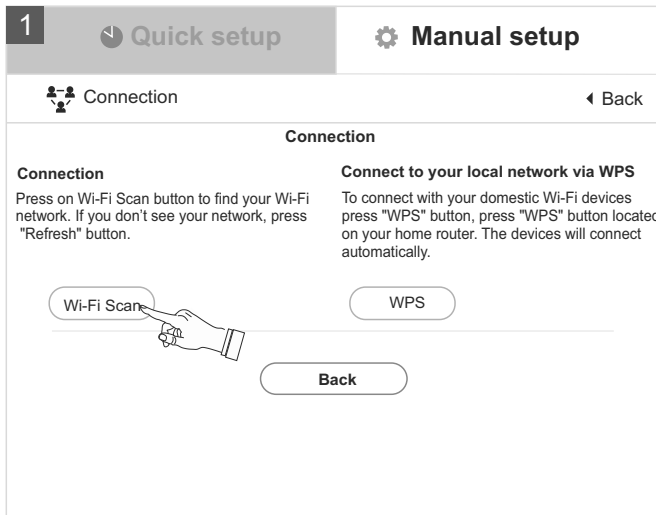 1
Quick setup
Manual setup
Connection
Back
Connection
Connection
Press on Wi-Fi Scan button to find your Wi-Fi
network. If you don't see your network, press
"Refresh" button.
Connect to your local network via WPS
To connect with your domestic Wi-Fi devices
press "WPS" button, press "WPS" button located
on your home router. The devices will connect
automatically.
Wi-Fi Scan
WPS
Back